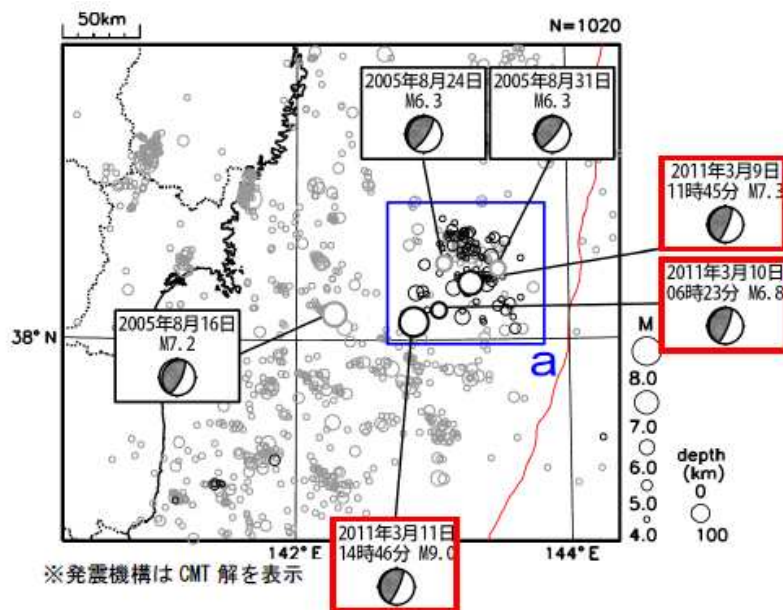 50km
N=1020
2005年8月24日
M6.3
2005年8月31日
M6.3
2011年3月9日
11時45分 M7.3
2011年3月10日
06時23分 M6.8
2005年8月16日
M7.2
38°N
a
M
8.0
7.0
6.0
5.0
4.0
depth
(km)
0
100
2011年3月11日
14時46分 M9.0
142°E
144°E
※発震機構は CMT 解を表示